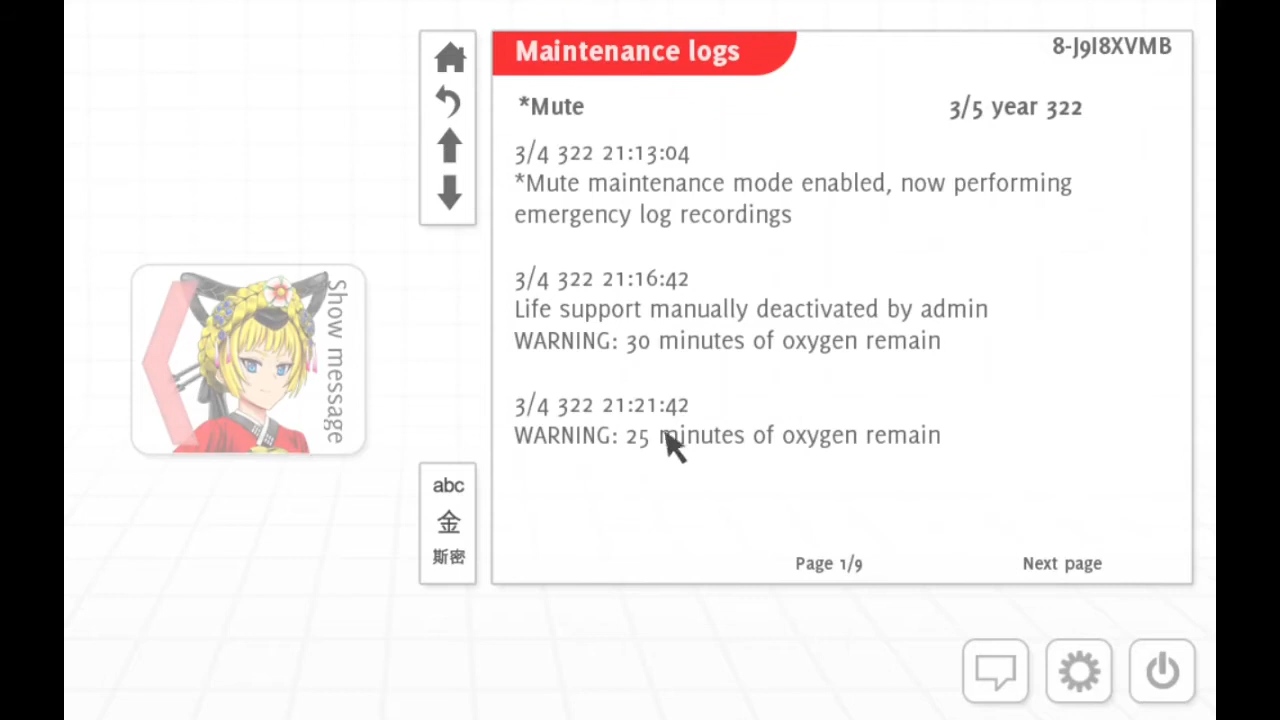 Maintenance logs
8-J9I8XVMB
*Mute
3/5 year 322
3/4 322 21:13:04
*Mute maintenance mode enabled, now performing
emergency log recordings
3/4 322 21:16:42
Life support manually deactivated by admin
WARNING: 30 minutes of oxygen remain
3/4 322 21:21:42
WARNING: 25 minutes of oxygen remain
Page 1/9
Next page
Show message
abc
金
斯密